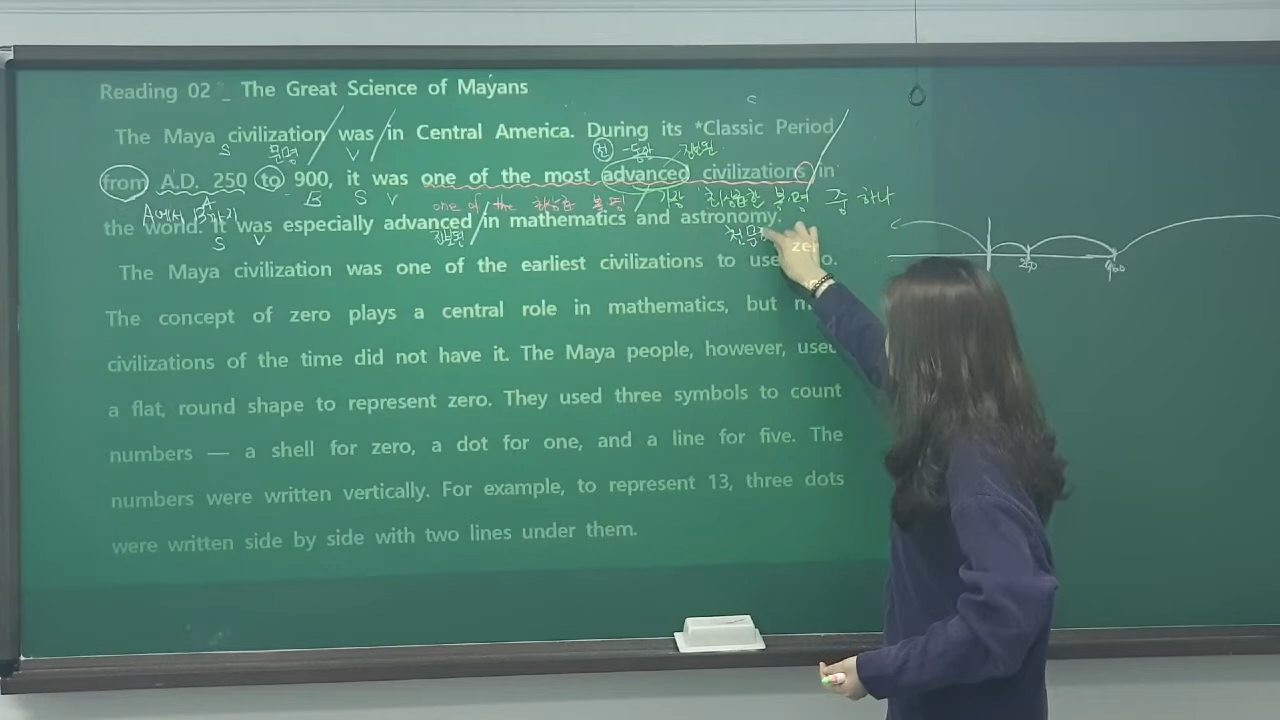 Reading 02 _ The Great Science of Mayans
The Maya civilization was in Central America. During its *Classic Period
S 문명 V 전 ~동안 진보된 C
from A.D. 250 to 900, it was one of the most advanced civilizations in
A에서 B까지 A B S V one of the 최상급 복.명 가장 최상급한 복.명 중 하나
the world. It was especially advanced in mathematics and astronomy.
S V 진보된 천문
The Maya civilization was one of the earliest civilizations to use zero.
The concept of zero plays a central role in mathematics, but
civilizations of the time did not have it. The Maya people, however, used
a flat, round shape to represent zero. They used three symbols to count
numbers — a shell for zero, a dot for one, and a line for five. The
numbers were written vertically. For example, to represent 13, three dots
were written side by side with two lines under them.
250 900